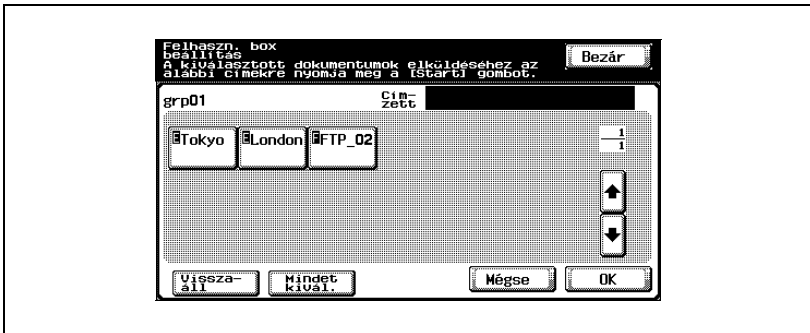 Felhaszn. box
beállítás
A kiválasztott dokumentumok elküldéséhez az
alábbi címekre nyomja meg a [Start] gombot.
Bezár
grp01
Cím-
zett
E Tokyo
E London
F FTP_02
1
1
Vissza-
áll
Mindet
kivál.
Mégse
OK